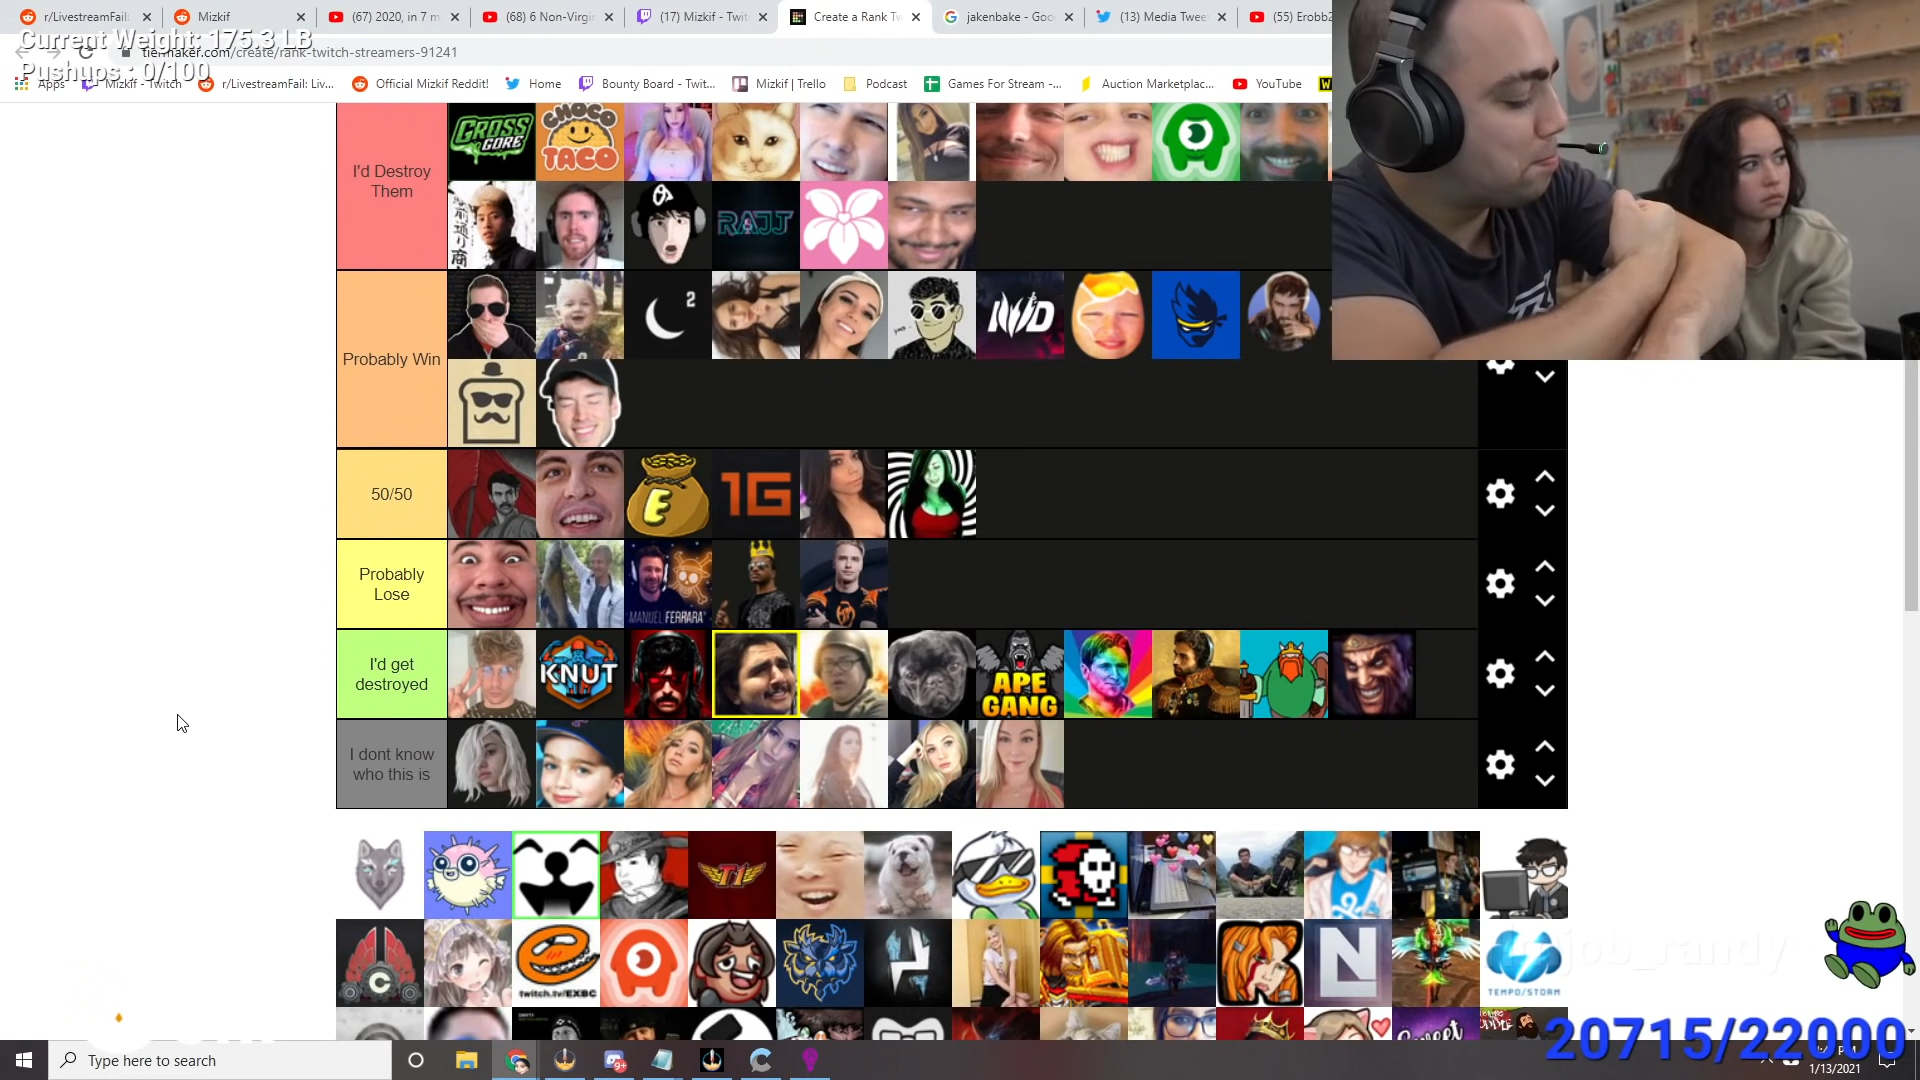 r/LivestreamFail:
Mizkif
(67) 2020, in 7 m
(68) 6 Non-Virgi
(17) Mizkif - Twit
Create a Rank Tw
jakenbake - Goo
(13) Media Twee
(55) Erobb2
Current Weight: 175.3 LB
tiermaker.com/create/rank-twitch-streamers-91241
Pushups : 0/100
Apps
Mizkif - Twitch
r/LivestreamFail: Liv...
Official Mizkif Reddit!
Home
Bounty Board - Twit...
Mizkif | Trello
Podcast
Games For Stream -...
Auction Marketplac...
YouTube
I'd Destroy
Them
CROSS
GORE
CHOCO
TACO
RAJJ
Probably Win
2
50/50
E
1G
Probably
Lose
MANUEL FERRARA
I'd get
destroyed
KNUT
APE
GANG
I dont know
who this is
T1
C
twitch.tv/EXBC
N
TEMPO/STORM
job_randy
Sweet
20715/22000
Type here to search
9+
1/13/2021